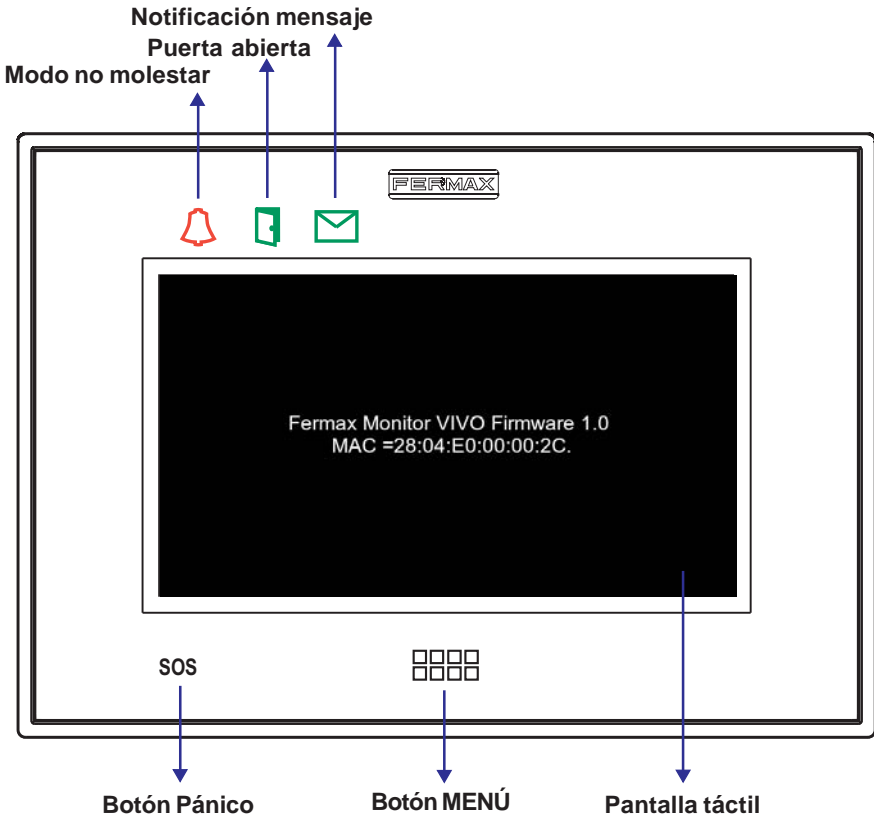 Notificación mensaje
Puerta abierta
Modo no molestar
FERMAX
Fermax Monitor VIVO Firmware 1.0
MAC =28:04:E0:00:00:2C.
SOS
Botón Pánico
Botón MENÚ
Pantalla táctil